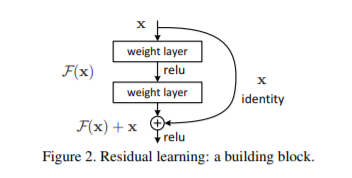 x
weight layer
F(x)
relu
x
weight layer
identity
F(x) + x
relu
Figure 2. Residual learning: a building block.